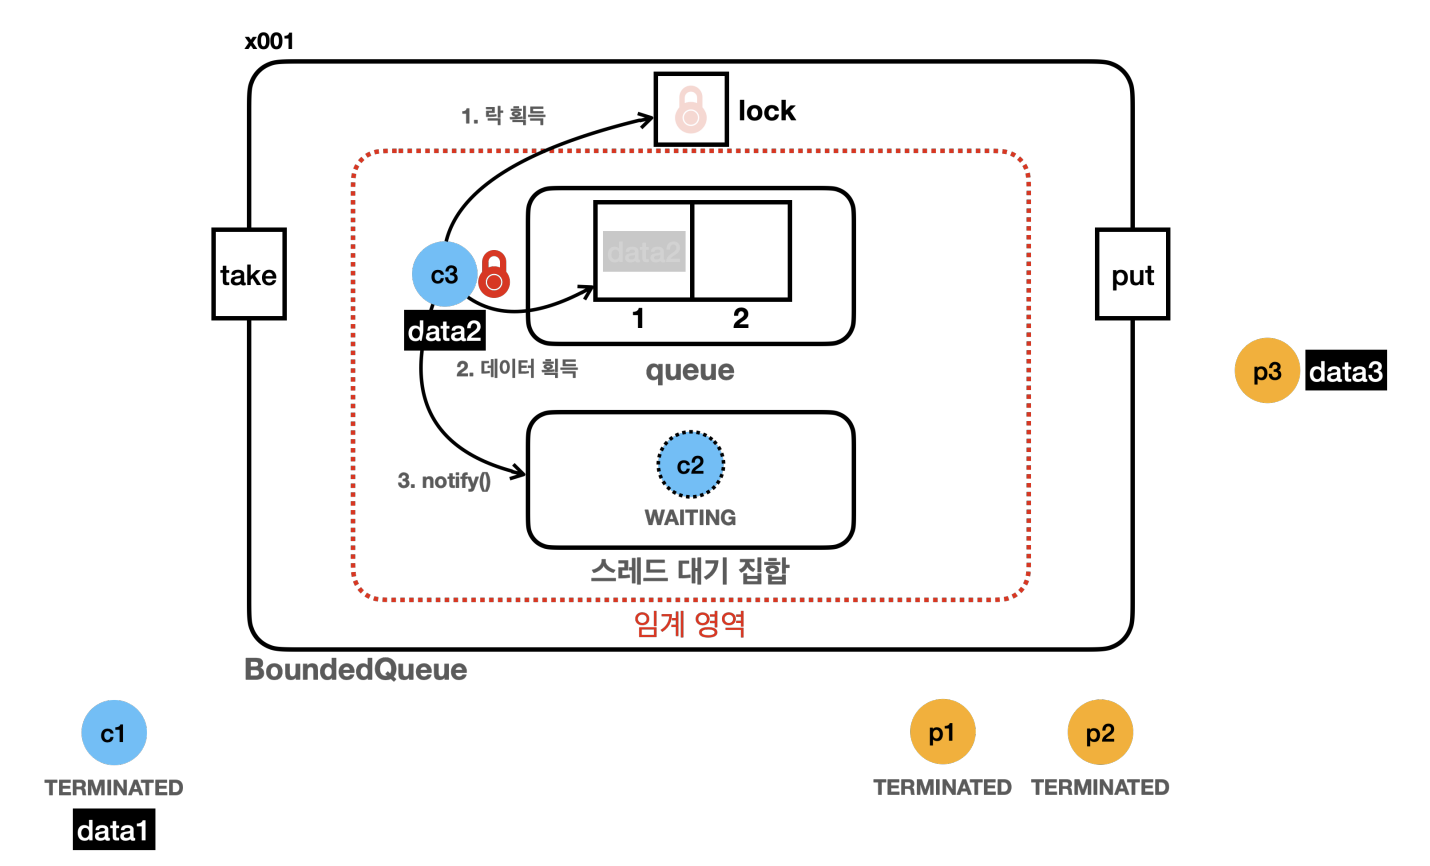 x001
1. 락 획득
lock
take
c3
data2
data2
1
2
put
2. 데이터 획득
queue
p3
data3
3. notify()
c2
WAITING
스레드 대기 집합
임계 영역
BoundedQueue
c1
TERMINATED
data1
p1
TERMINATED
p2
TERMINATED